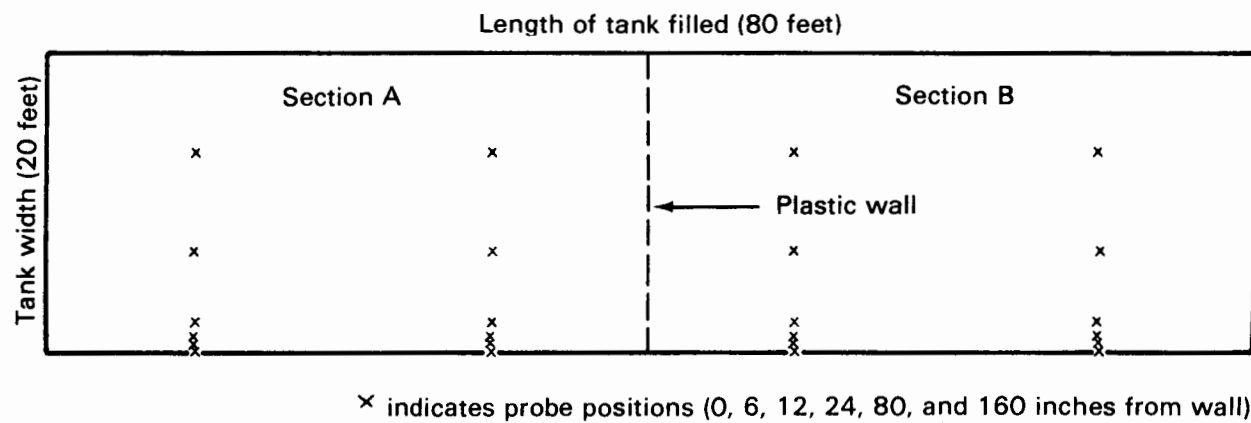 Length of tank filled (80 feet)
Tank width (20 feet)
Section A
Section B
Plastic wall
× indicates probe positions (0, 6, 12, 24, 80, and 160 inches from wall)